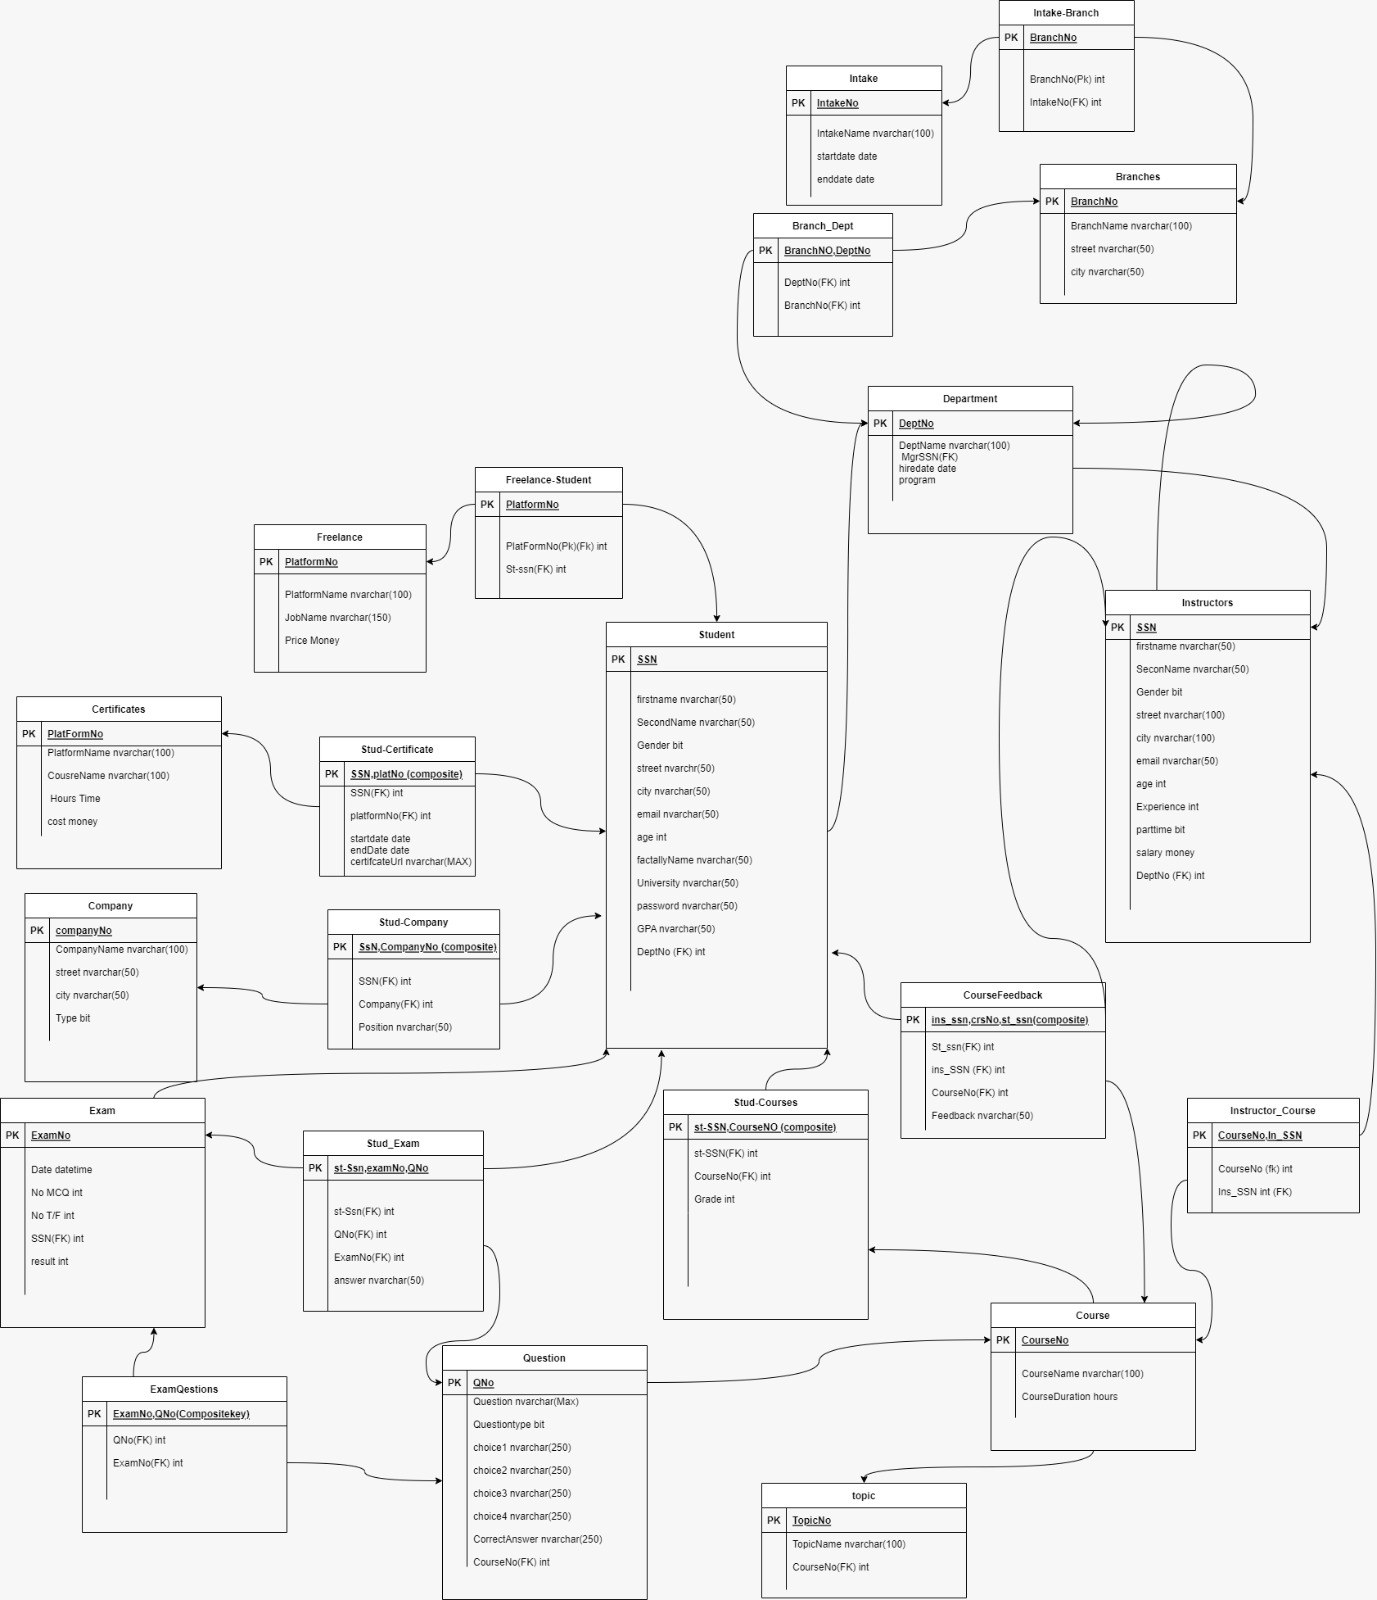 Intake-Branch
PK BranchNo
BranchNo(Pk) int
IntakeNo(FK) int
Intake
PK IntakeNo
IntakeName nvarchar(100)
startdate date
enddate date
Branches
PK BranchNo
BranchName nvarchar(100)
street nvarchar(50)
city nvarchar(50)
Branch_Dept
PK BranchNO,DeptNo
DeptNo(FK) int
BranchNo(FK) int
Department
PK DeptNo
DeptName nvarchar(100)
MgrSSN(FK)
hiredate date
program
Freelance-Student
PK PlatformNo
PlatFormNo(Pk)(Fk) int
St-ssn(FK) int
Freelance
PK PlatformNo
PlatformName nvarchar(100)
JobName nvarchar(150)
Price Money
Instructors
PK SSN
firstname nvarchar(50)
SeconName nvarchar(50)
Gender bit
street nvarchar(100)
city nvarchar(100)
email nvarchar(50)
age int
Experience int
parttime bit
salary money
DeptNo (FK) int
Student
PK SSN
firstname nvarchar(50)
SecondName nvarchar(50)
Gender bit
street nvarchr(50)
city nvarchar(50)
email nvarchar(50)
age int
factallyName nvarchar(50)
University nvarchar(50)
password nvarchar(50)
GPA nvarchar(50)
DeptNo (FK) int
Certificates
PK PlatFormNo
PlatformName nvarchar(100)
CousreName nvarchar(100)
Hours Time
cost money
Stud-Certificate
PK SSN,platNo (composite)
SSN(FK) int
platformNo(FK) int
startdate date
endDate date
certifcateUrl nvarchar(MAX)
Company
PK companyNo
CompanyName nvarchar(100)
street nvarchar(50)
city nvarchar(50)
Type bit
Stud-Company
PK SsN,CompanyNo (composite)
SSN(FK) int
Company(FK) int
Position nvarchar(50)
CourseFeedback
PK ins_ssn,crsNo,st_ssn(composite)
St_ssn(FK) int
ins_SSN (FK) int
CourseNo(FK) int
Feedback nvarchar(50)
Exam
PK ExamNo
Date datetime
No MCQ int
No T/F int
SSN(FK) int
result int
Stud_Exam
PK st-Ssn,examNo,QNo
st-Ssn(FK) int
QNo(FK) int
ExamNo(FK) int
answer nvarchar(50)
Stud-Courses
PK st-SSN,CourseNO (composite)
st-SSN(FK) int
CourseNo(FK) int
Grade int
Instructor_Course
PK CourseNo,In_SSN
CourseNo (fk) int
Ins_SSN int (FK)
Course
PK CourseNo
CourseName nvarchar(100)
CourseDuration hours
Question
PK QNo
Question nvarchar(Max)
Questiontype bit
choice1 nvarchar(250)
choice2 nvarchar(250)
choice3 nvarchar(250)
choice4 nvarchar(250)
CorrectAnswer nvarchar(250)
CourseNo(FK) int
ExamQestions
PK ExamNo,QNo(Compositekey)
QNo(FK) int
ExamNo(FK) int
topic
PK TopicNo
TopicName nvarchar(100)
CourseNo(FK) int